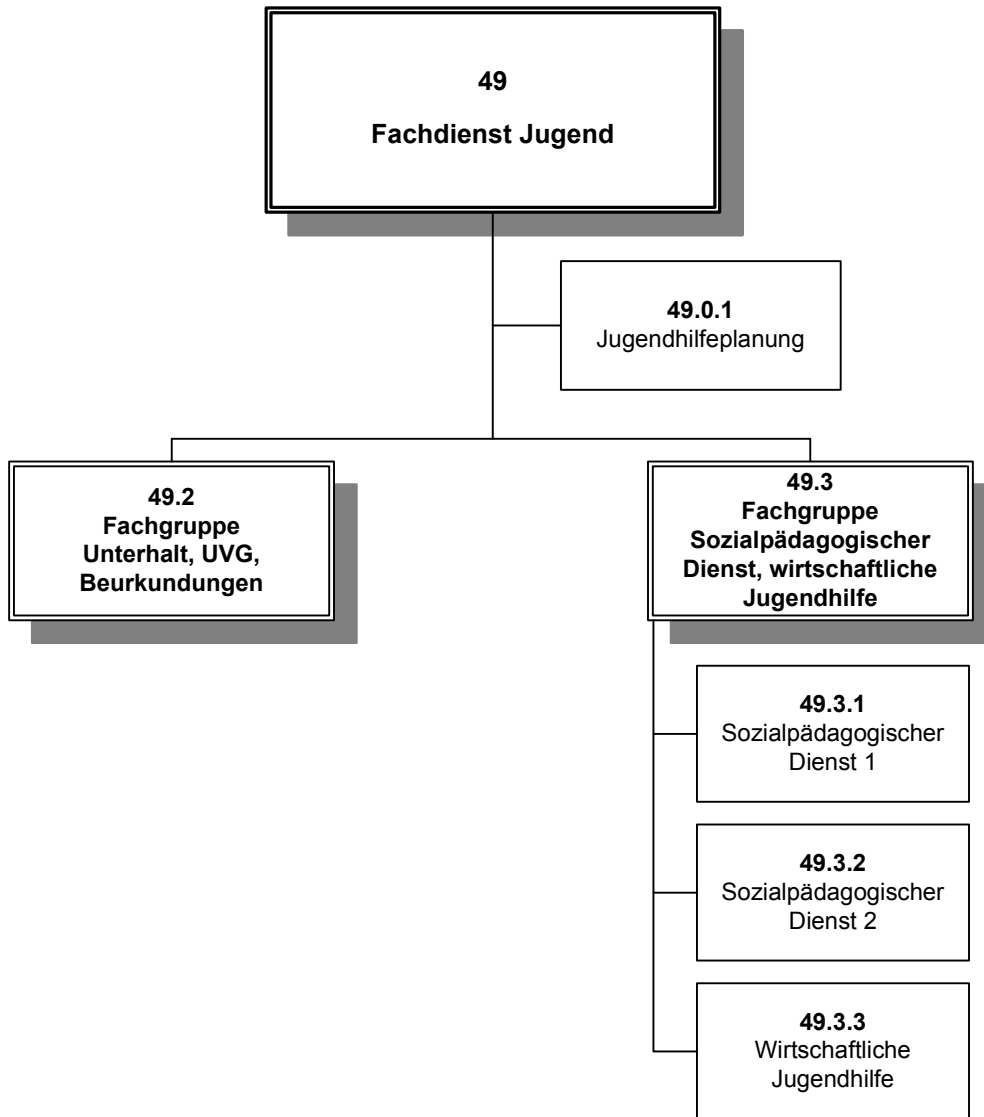 49
Fachdienst Jugend
49.0.1
Jugendhilfeplanung
49.2
Fachgruppe
Unterhalt, UVG,
Beurkundungen
49.3
Fachgruppe
Sozialpädagogischer
Dienst, wirtschaftliche
Jugendhilfe
49.3.1
Sozialpädagogischer
Dienst 1
49.3.2
Sozialpädagogischer
Dienst 2
49.3.3
Wirtschaftliche
Jugendhilfe